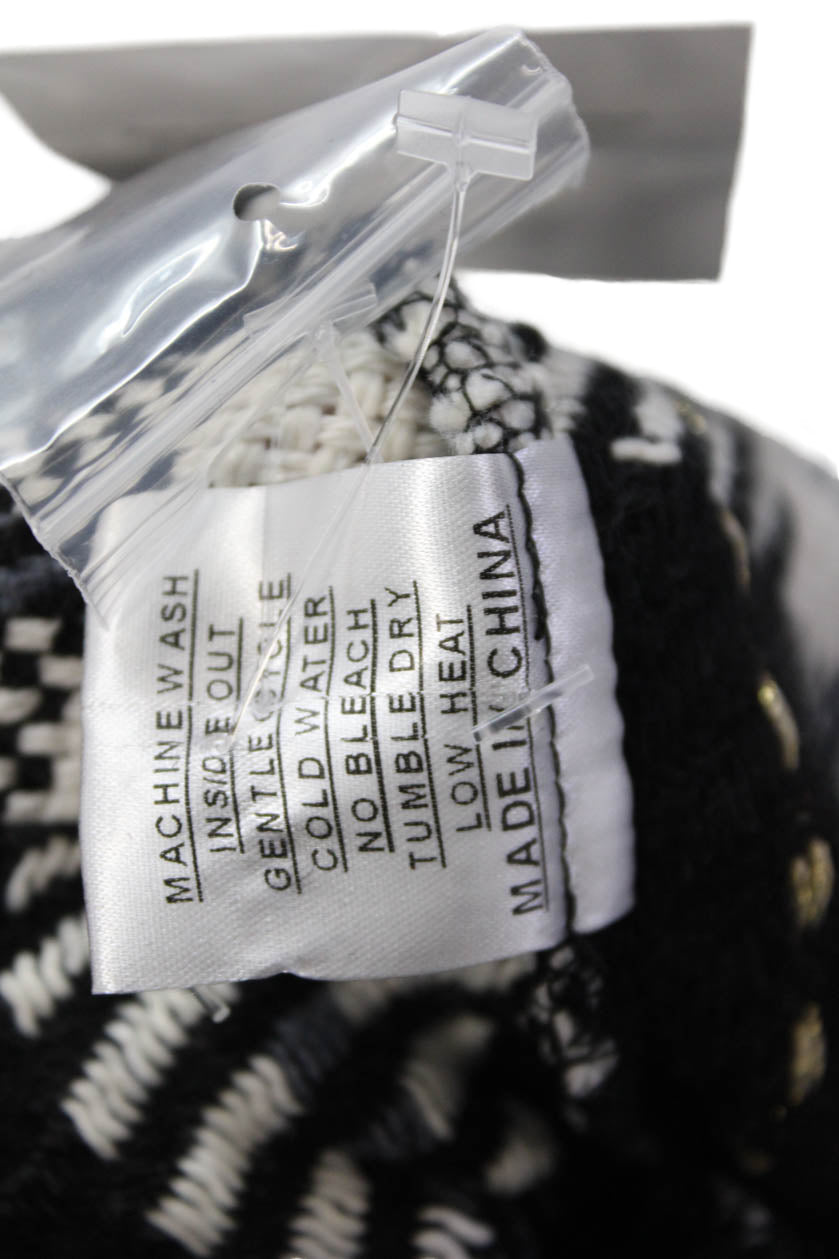 MACHINE WASH
INSIDE OUT
GENTLE CYCLE
COLD WATER
NO BLEACH
TUMBLE DRY
LOW HEAT
MADE IN CHINA